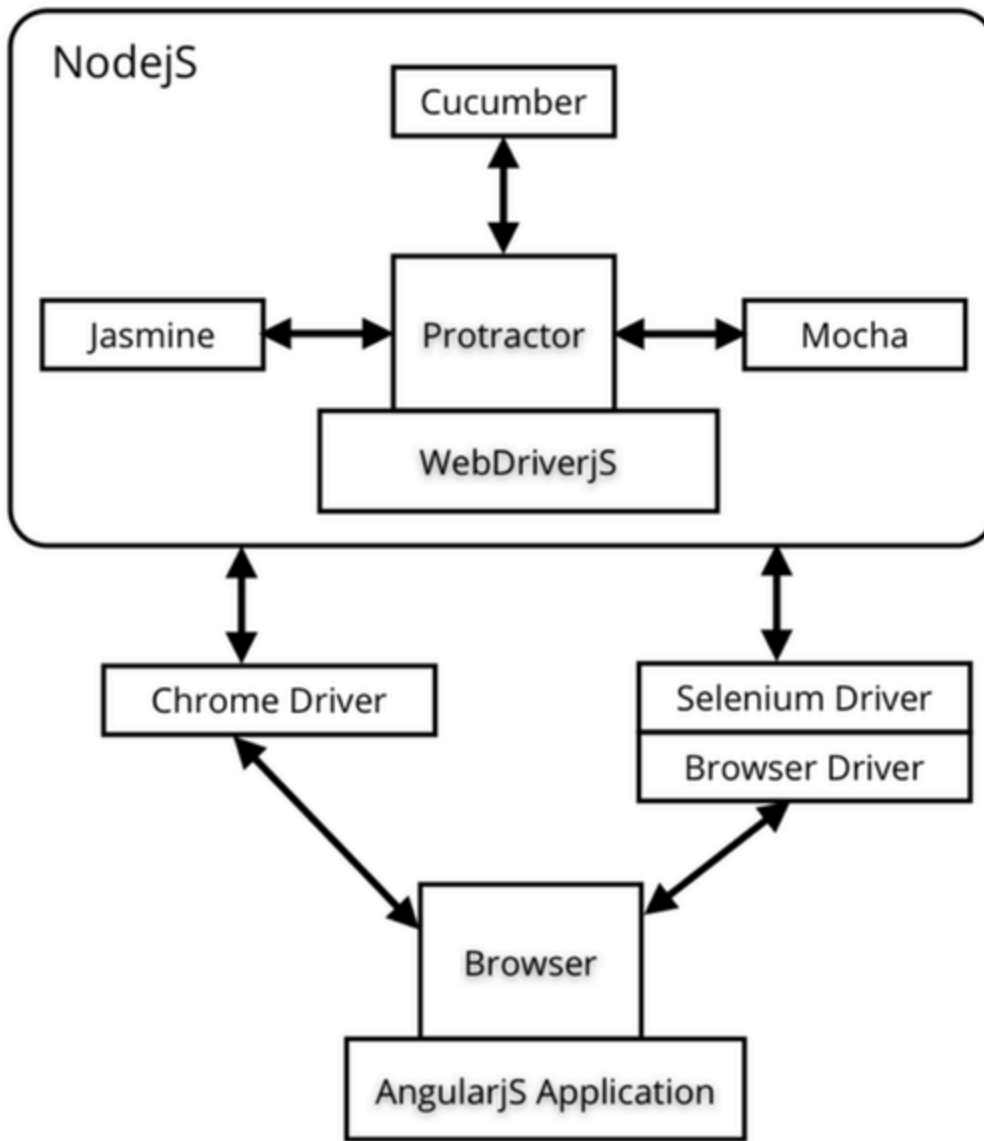 NodejS
Cucumber
Jasmine
Protractor
Mocha
WebDriverjS
Chrome Driver
Selenium Driver
Browser Driver
Browser
AngularjS Application